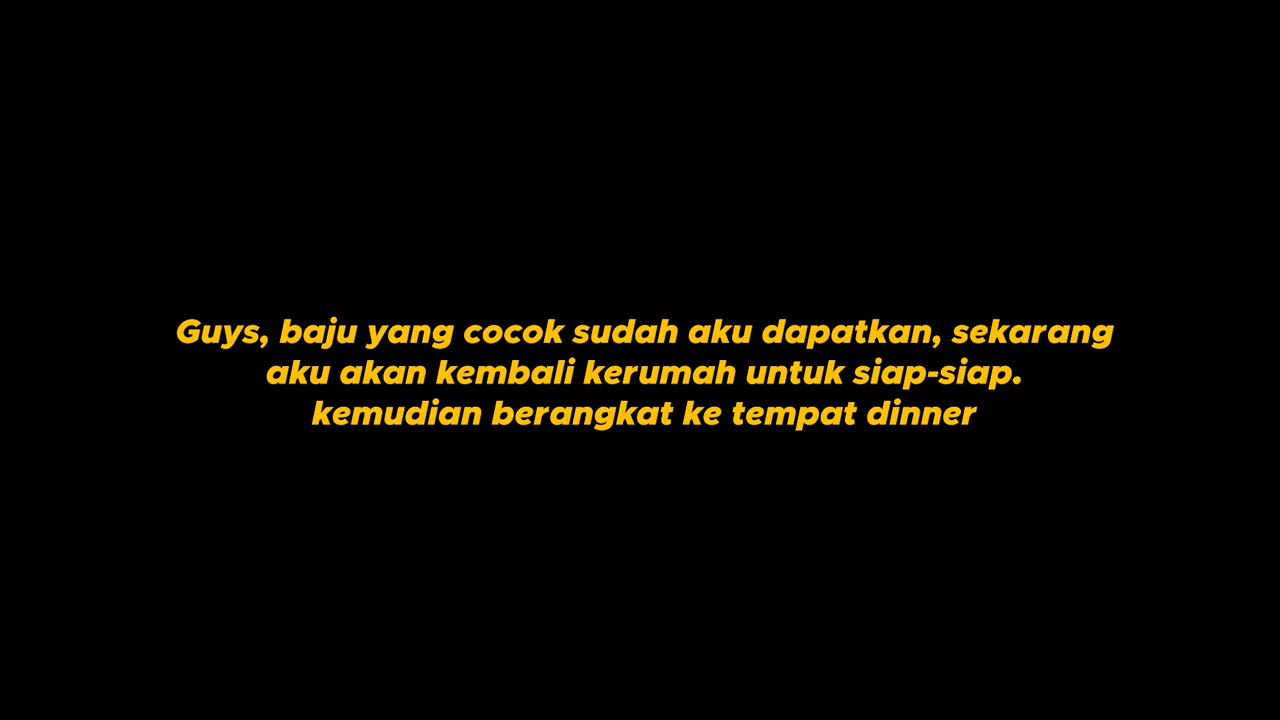 Guys, baju yang cocok sudah aku dapatkan, sekarang
aku akan kembali kerumah untuk siap-siap.
kemudian berangkat ke tempat dinner